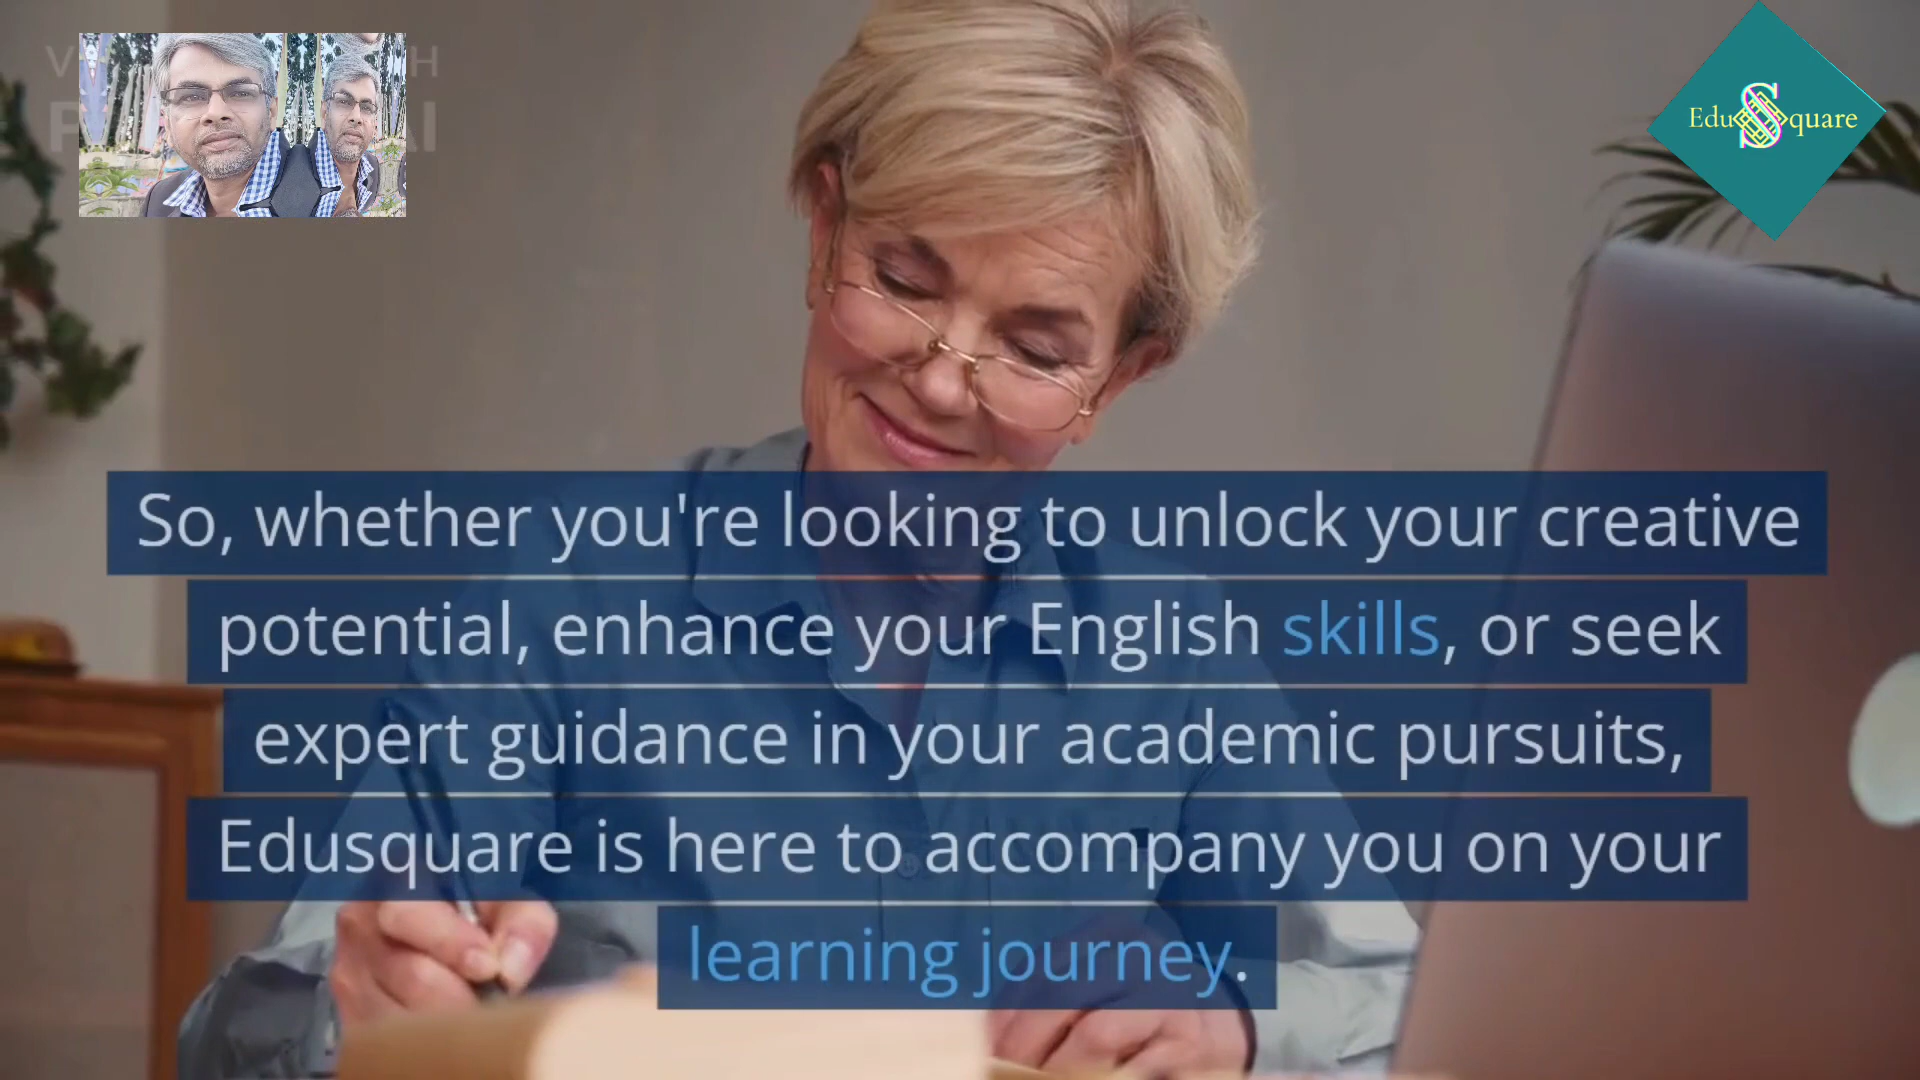 Edu Square
So, whether you're looking to unlock your creative
potential, enhance your English skills, or seek
expert guidance in your academic pursuits,
Edusquare is here to accompany you on your
learning journey.